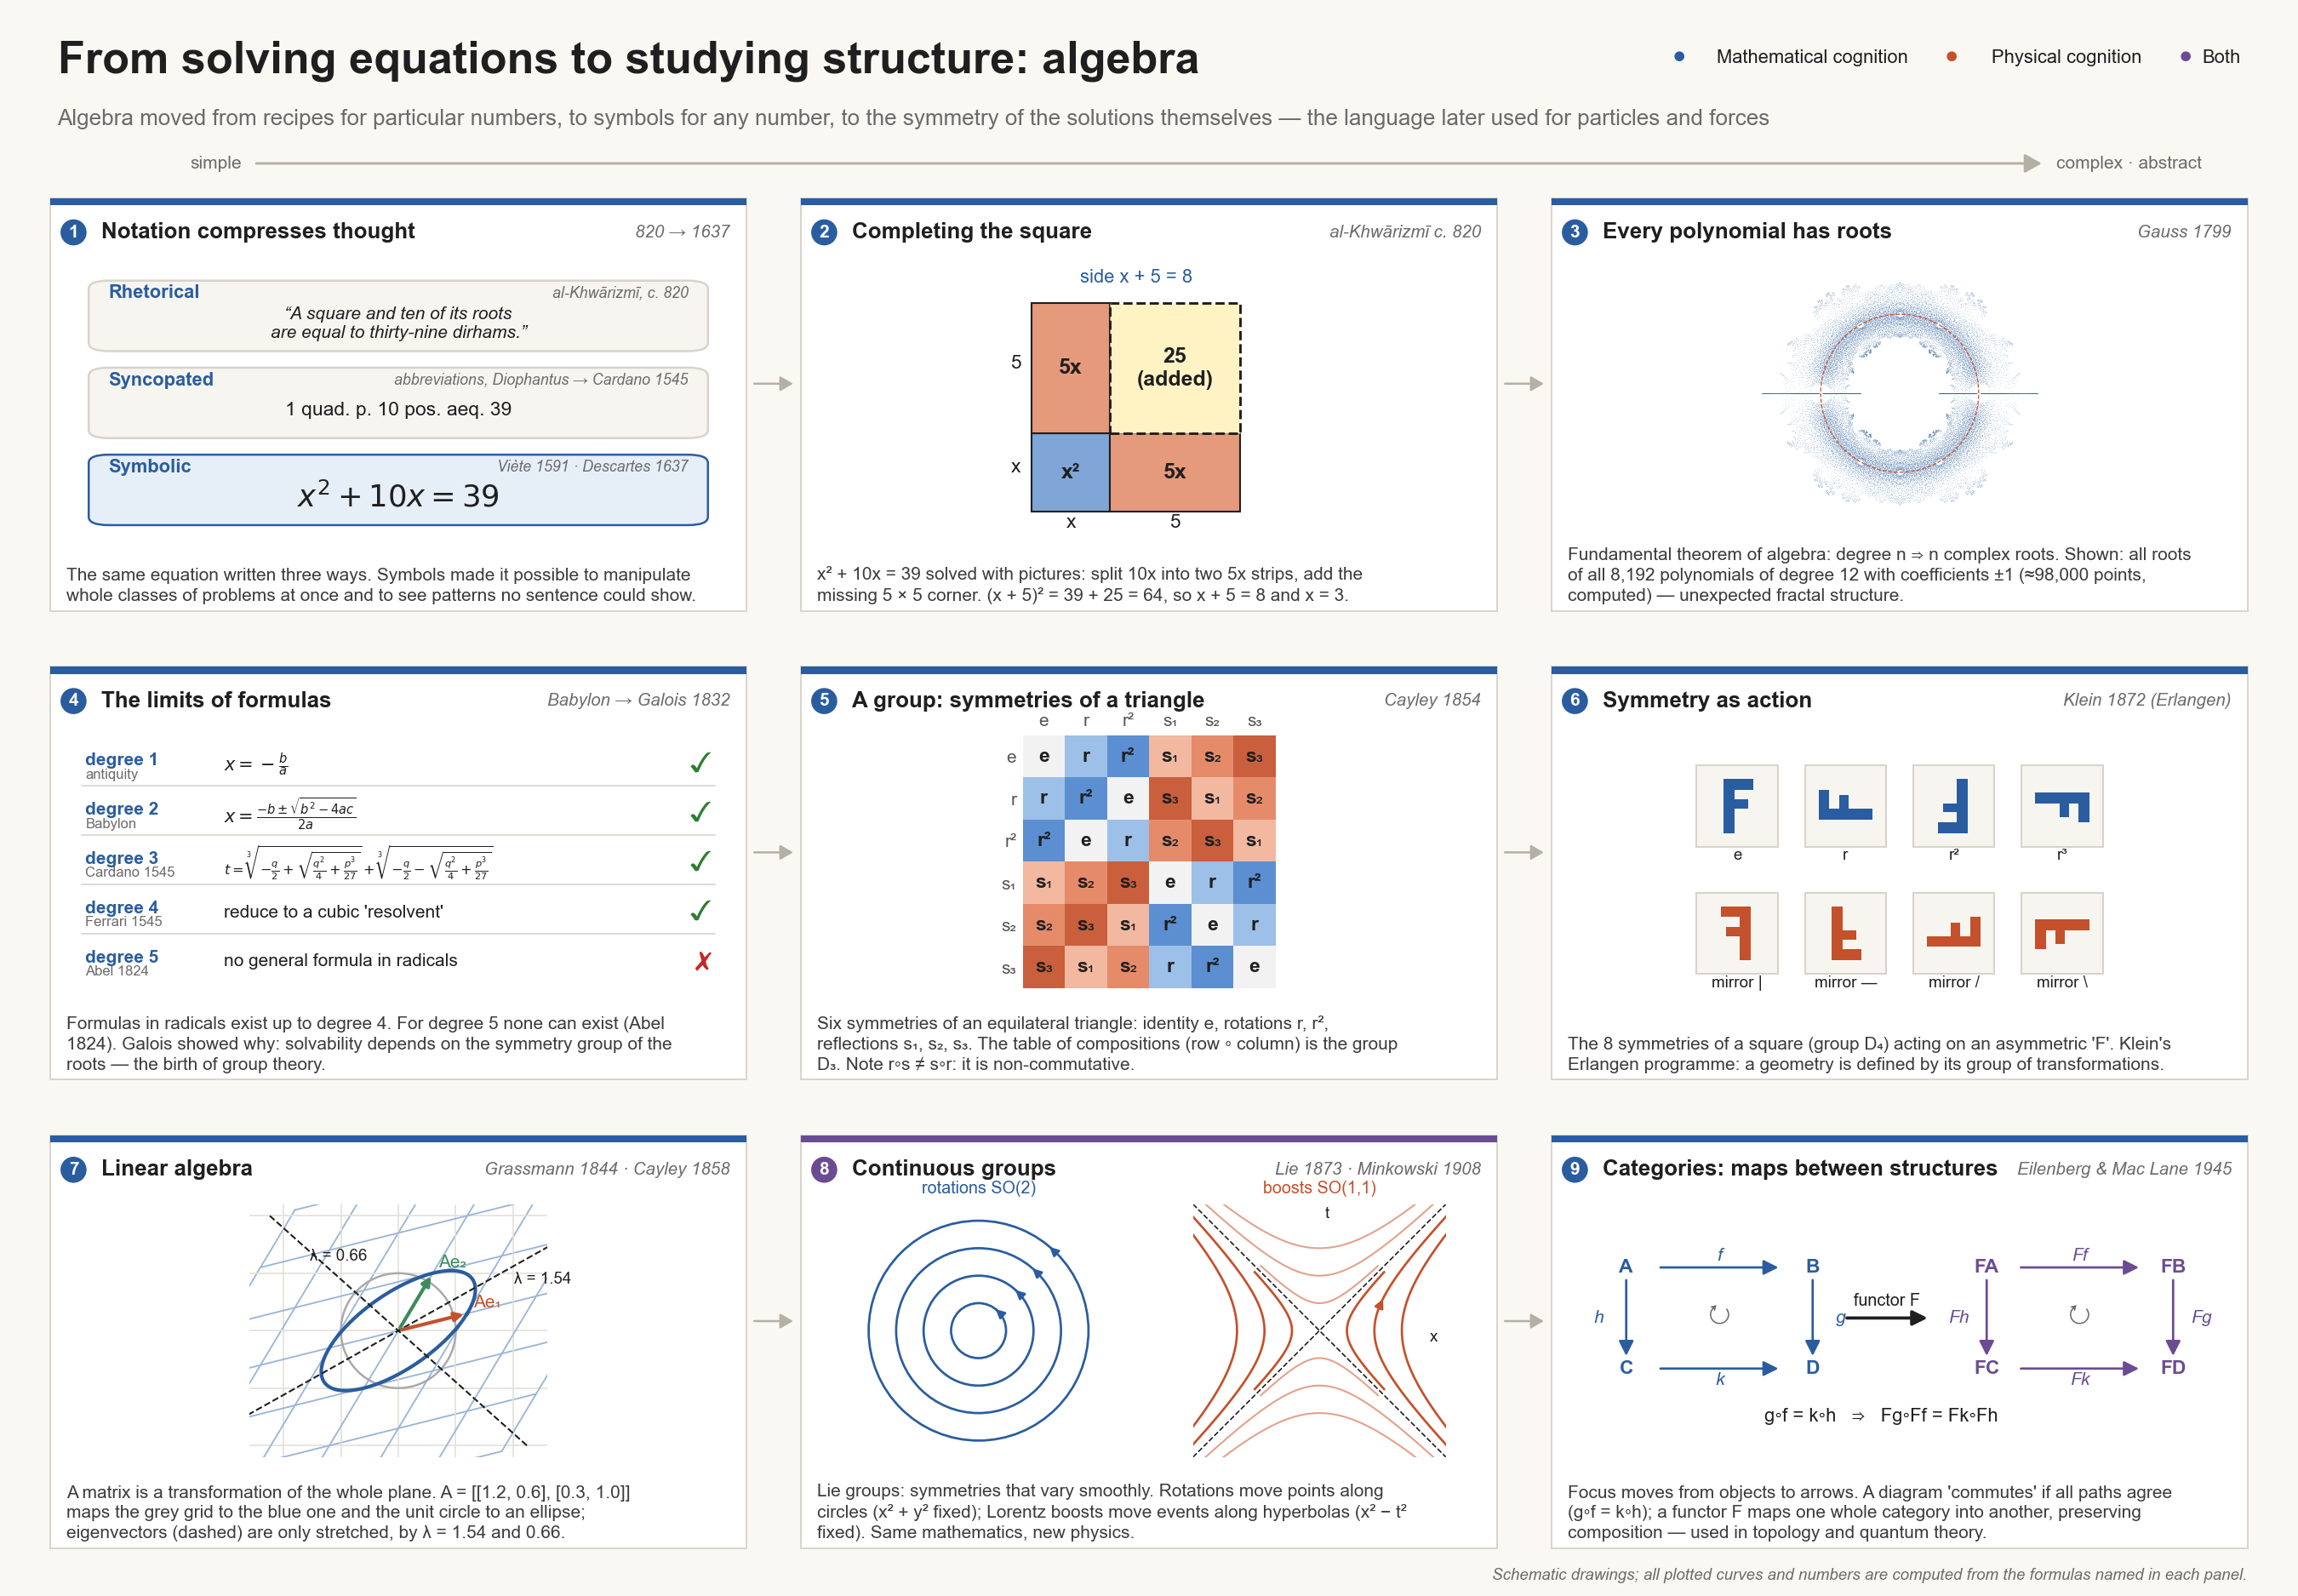 From solving equations to studying structure: algebra
Mathematical cognition
Physical cognition
Both
Algebra moved from recipes for particular numbers, to symbols for any number, to the symmetry of the solutions themselves — the language later used for particles and forces
simple
complex · abstract
1 Notation compresses thought 820 → 1637
Rhetorical al-Khwārizmī, c. 820
“A square and ten of its roots
are equal to thirty-nine dirhams.”
Syncopated abbreviations, Diophantus → Cardano 1545
1 quad. p. 10 pos. aeq. 39
Symbolic Viète 1591 · Descartes 1637
x² + 10x = 39
The same equation written three ways. Symbols made it possible to manipulate
whole classes of problems at once and to see patterns no sentence could show.
2 Completing the square al-Khwārizmī c. 820
side x + 5 = 8
5 5x 25
(added)
x x² 5x
x 5
x² + 10x = 39 solved with pictures: split 10x into two 5x strips, add the
missing 5 × 5 corner. (x + 5)² = 39 + 25 = 64, so x + 5 = 8 and x = 3.
3 Every polynomial has roots Gauss 1799
Fundamental theorem of algebra: degree n ⇒ n complex roots. Shown: all roots
of all 8,192 polynomials of degree 12 with coefficients ±1 (≈98,000 points,
computed) — unexpected fractal structure.
4 The limits of formulas Babylon → Galois 1832
degree 1 x = −b/a ✓
antiquity
degree 2 x = (−b ± √(b² − 4ac))/2a ✓
Babylon
degree 3 t = ∛(−q/2 + √(q²/4 + p³/27)) + ∛(−q/2 − √(q²/4 + p³/27)) ✓
Cardano 1545
degree 4 reduce to a cubic 'resolvent' ✓
Ferrari 1545
degree 5 no general formula in radicals ✗
Abel 1824
Formulas in radicals exist up to degree 4. For degree 5 none can exist (Abel
1824). Galois showed why: solvability depends on the symmetry group of the
roots — the birth of group theory.
5 A group: symmetries of a triangle Cayley 1854
e r r² s₁ s₂ s₃
e e r r² s₁ s₂ s₃
r r r² e s₃ s₁ s₂
r² r² e r s₂ s₃ s₁
s₁ s₁ s₂ s₃ e r r²
s₂ s₂ s₃ s₁ r² e r
s₃ s₃ s₁ s₂ r r² e
Six symmetries of an equilateral triangle: identity e, rotations r, r²,
reflections s₁, s₂, s₃. The table of compositions (row ∘ column) is the group
D₃. Note r∘s ≠ s∘r: it is non-commutative.
6 Symmetry as action Klein 1872 (Erlangen)
e r r² r³
mirror | mirror — mirror / mirror \
The 8 symmetries of a square (group D₄) acting on an asymmetric 'F'. Klein's
Erlangen programme: a geometry is defined by its group of transformations.
7 Linear algebra Grassmann 1844 · Cayley 1858
λ = 0.66
Ae₂
λ = 1.54
Ae₁
A matrix is a transformation of the whole plane. A = [[1.2, 0.6], [0.3, 1.0]]
maps the grey grid to the blue one and the unit circle to an ellipse;
eigenvectors (dashed) are only stretched, by λ = 1.54 and 0.66.
8 Continuous groups Lie 1873 · Minkowski 1908
rotations SO(2) boosts SO(1,1)
t
x
Lie groups: symmetries that vary smoothly. Rotations move points along
circles (x² + y² fixed); Lorentz boosts move events along hyperbolas (x² − t²
fixed). Same mathematics, new physics.
9 Categories: maps between structures Eilenberg & Mac Lane 1945
A f B FA Ff FB
h g functor F Fh Fg
C k D FC Fk FD
g∘f = k∘h ⇒ Fg∘Ff = Fk∘Fh
Focus moves from objects to arrows. A diagram 'commutes' if all paths agree
(g∘f = k∘h); a functor F maps one whole category into another, preserving
composition — used in topology and quantum theory.
Schematic drawings; all plotted curves and numbers are computed from the formulas named in each panel.